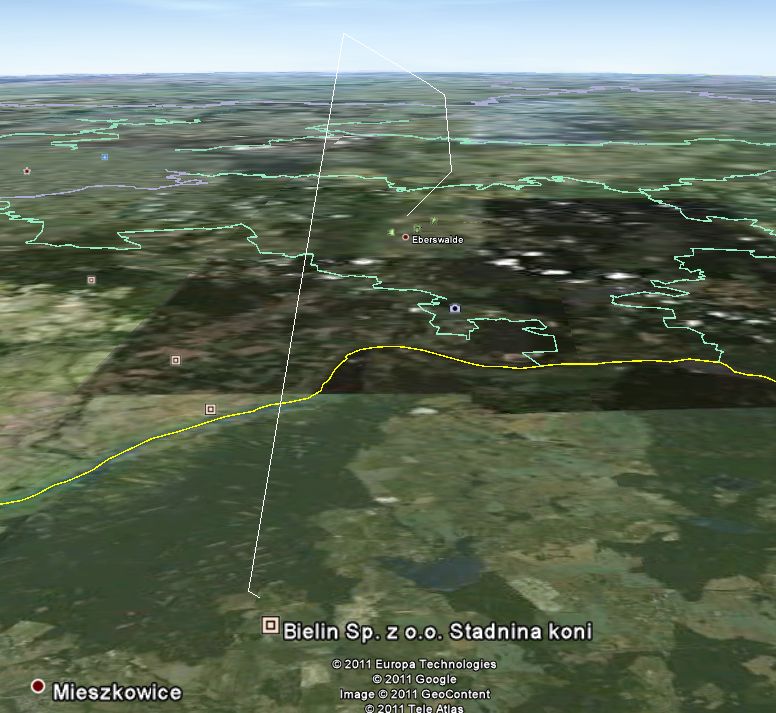 Eberswalde
Bielin Sp. z o.o. Stadnina koni
© 2011 Europa Technologies
© 2011 Google
Image © 2011 GeoContent
© 2011 Tele Atlas
Mieszkowice